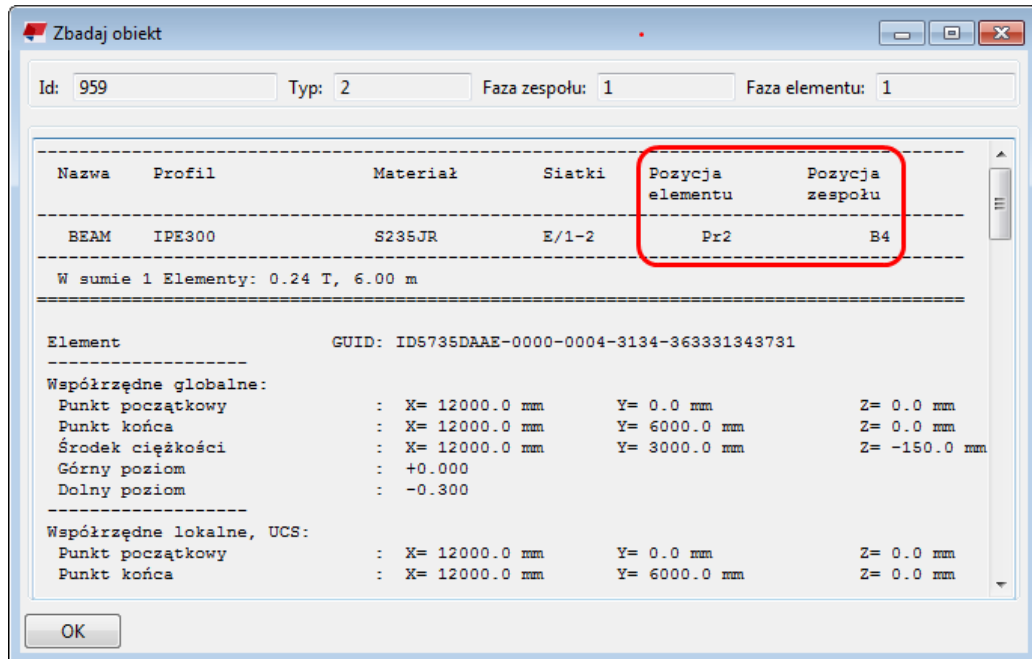 Zbadaj obiekt
Id: 959 Typ: 2 Faza zespołu: 1 Faza elementu: 1
Nazwa Profil Materiał Siatki Pozycja elementu Pozycja zespołu
BEAM IPE300 S235JR E/1-2 Pr2 B4
W sumie 1 Elementy: 0.24 T, 6.00 m
Element GUID: ID5735DAAE-0000-0004-3134-363331343731
Współrzędne globalne:
Punkt początkowy : X= 12000.0 mm Y= 0.0 mm Z= 0.0 mm
Punkt końca : X= 12000.0 mm Y= 6000.0 mm Z= 0.0 mm
Środek ciężkości : X= 12000.0 mm Y= 3000.0 mm Z= -150.0 mm
Górny poziom : +0.000
Dolny poziom : -0.300
Współrzędne lokalne, UCS:
Punkt początkowy : X= 12000.0 mm Y= 0.0 mm Z= 0.0 mm
Punkt końca : X= 12000.0 mm Y= 6000.0 mm Z= 0.0 mm
OK